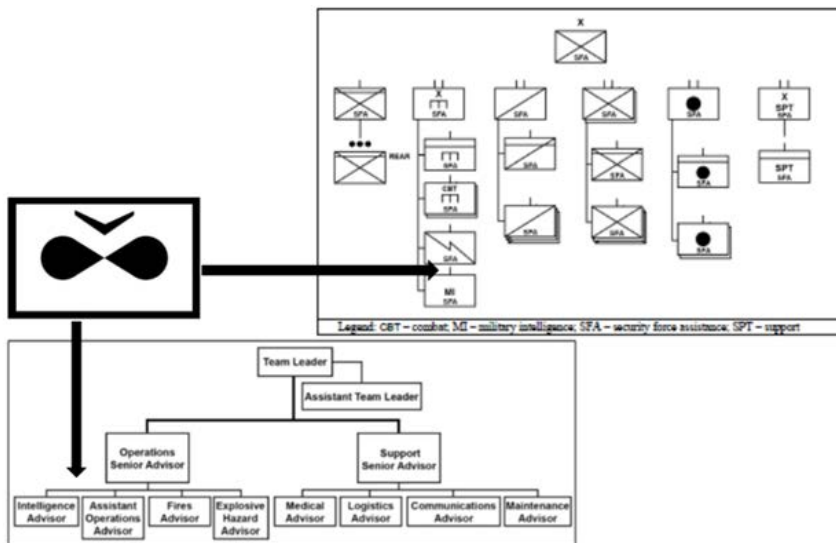 X
SFA
SFA
X
SFA
SFA
SFA
SFA
X
SPT
SFA
REAR
SFA
SFA
SFA
SFA
SPT
SFA
CBT
SFA
SFA
SFA
SFA
SFA
MI
SFA
Legend: CBT – combat; MI – military intelligence; SFA – security force assistance; SPT – support
Team Leader
Assistant Team Leader
Operations
Senior Advisor
Support
Senior Advisor
Intelligence
Advisor
Assistant
Operations
Advisor
Fires
Advisor
Explosive
Hazard
Advisor
Medical
Advisor
Logistics
Advisor
Communications
Advisor
Maintenance
Advisor